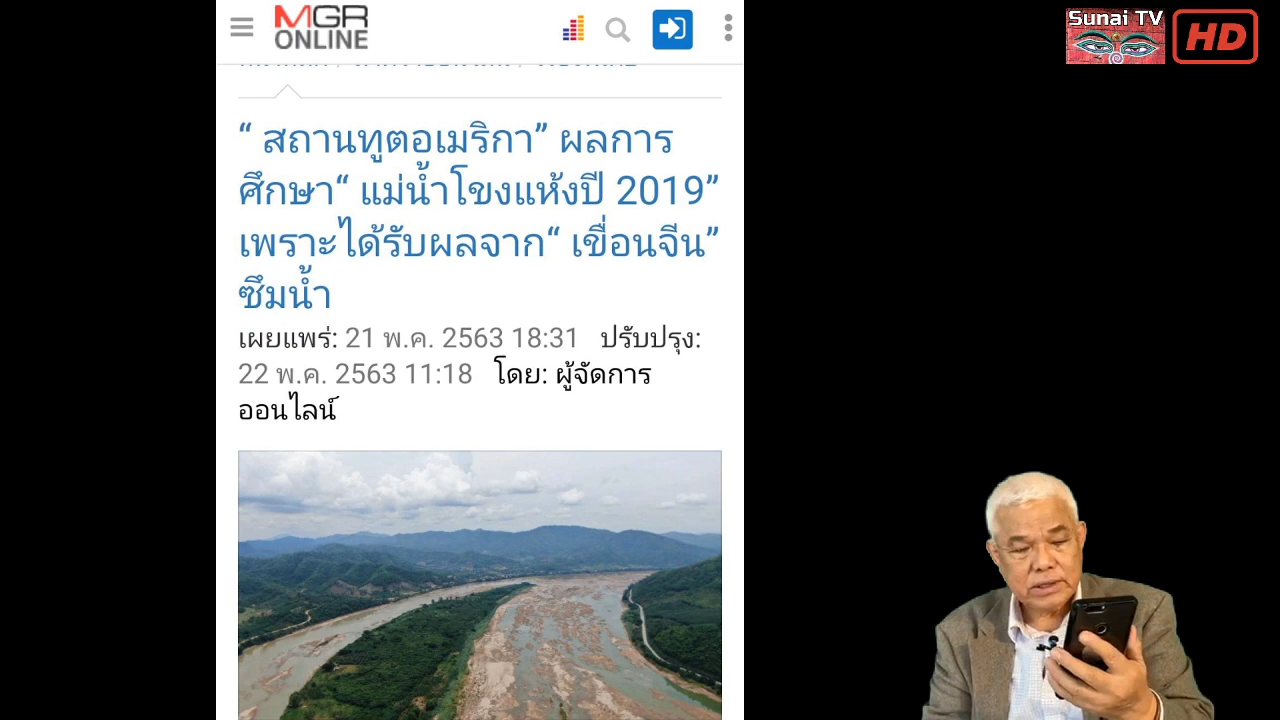 MGR
ONLINE
Sunai TV
HD
“ สถานทูตอเมริกา” ผลการ
ศึกษา“ แม่น้ำโขงแห้งปี 2019”
เพราะได้รับผลจาก“ เขื่อนจีน”
ซึมน้ำ
เผยแพร่: 21 พ.ค. 2563 18:31 ปรับปรุง:
22 พ.ค. 2563 11:18 โดย: ผู้จัดการ
ออนไลน์